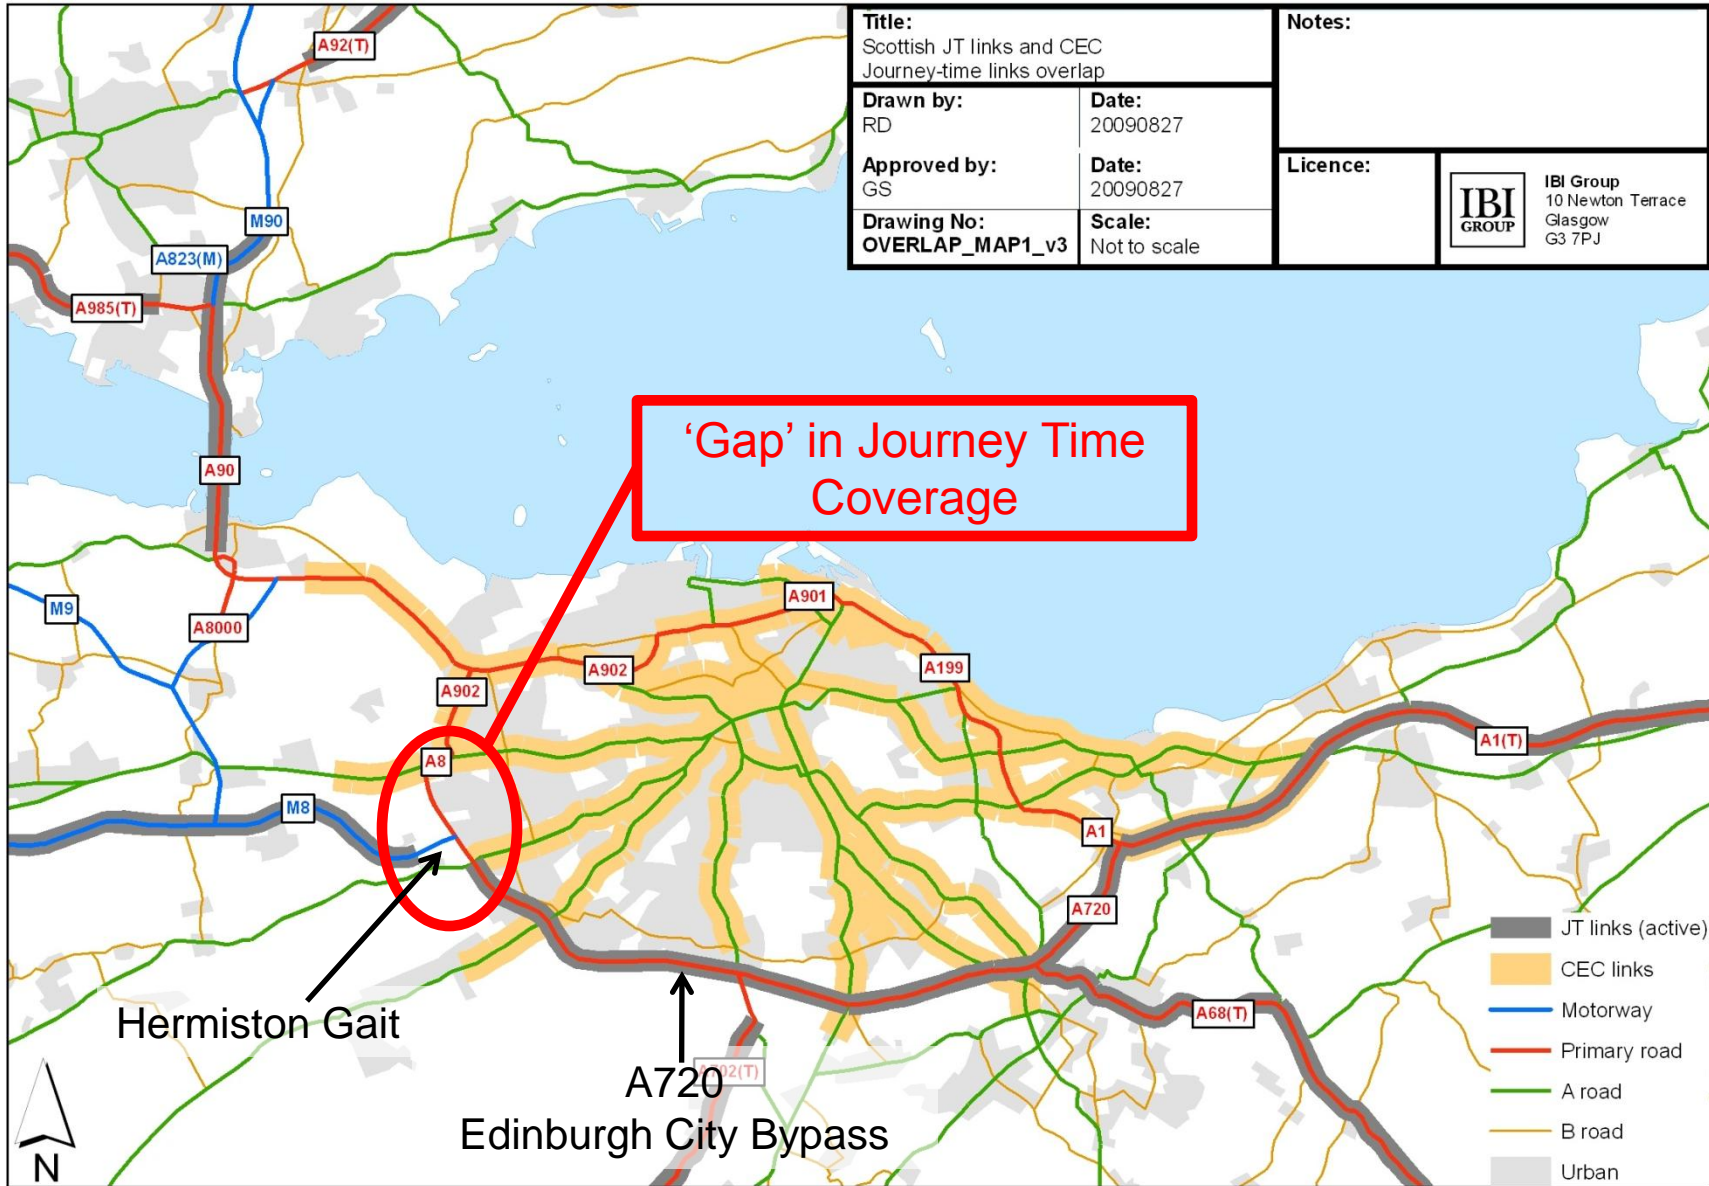 Title:
Scottish JT links and CEC
Journey-time links overlap
Notes:
Drawn by:
RD
Date:
20090827
Approved by:
GS
Date:
20090827
Licence:
IBI
GROUP
IBI Group
10 Newton Terrace
Glasgow
G3 7PJ
Drawing No:
OVERLAP_MAP1_v3
Scale:
Not to scale
A92(T)
M90
A823(M)
A985(T)
A90
‘Gap’ in Journey Time
Coverage
M9
A8000
A901
A902
A902
A199
A8
A1(T)
M8
A1
A720
Hermiston Gait
A68(T)
A702(T)
A720
Edinburgh City Bypass
N
JT links (active)
CEC links
Motorway
Primary road
A road
B road
Urban